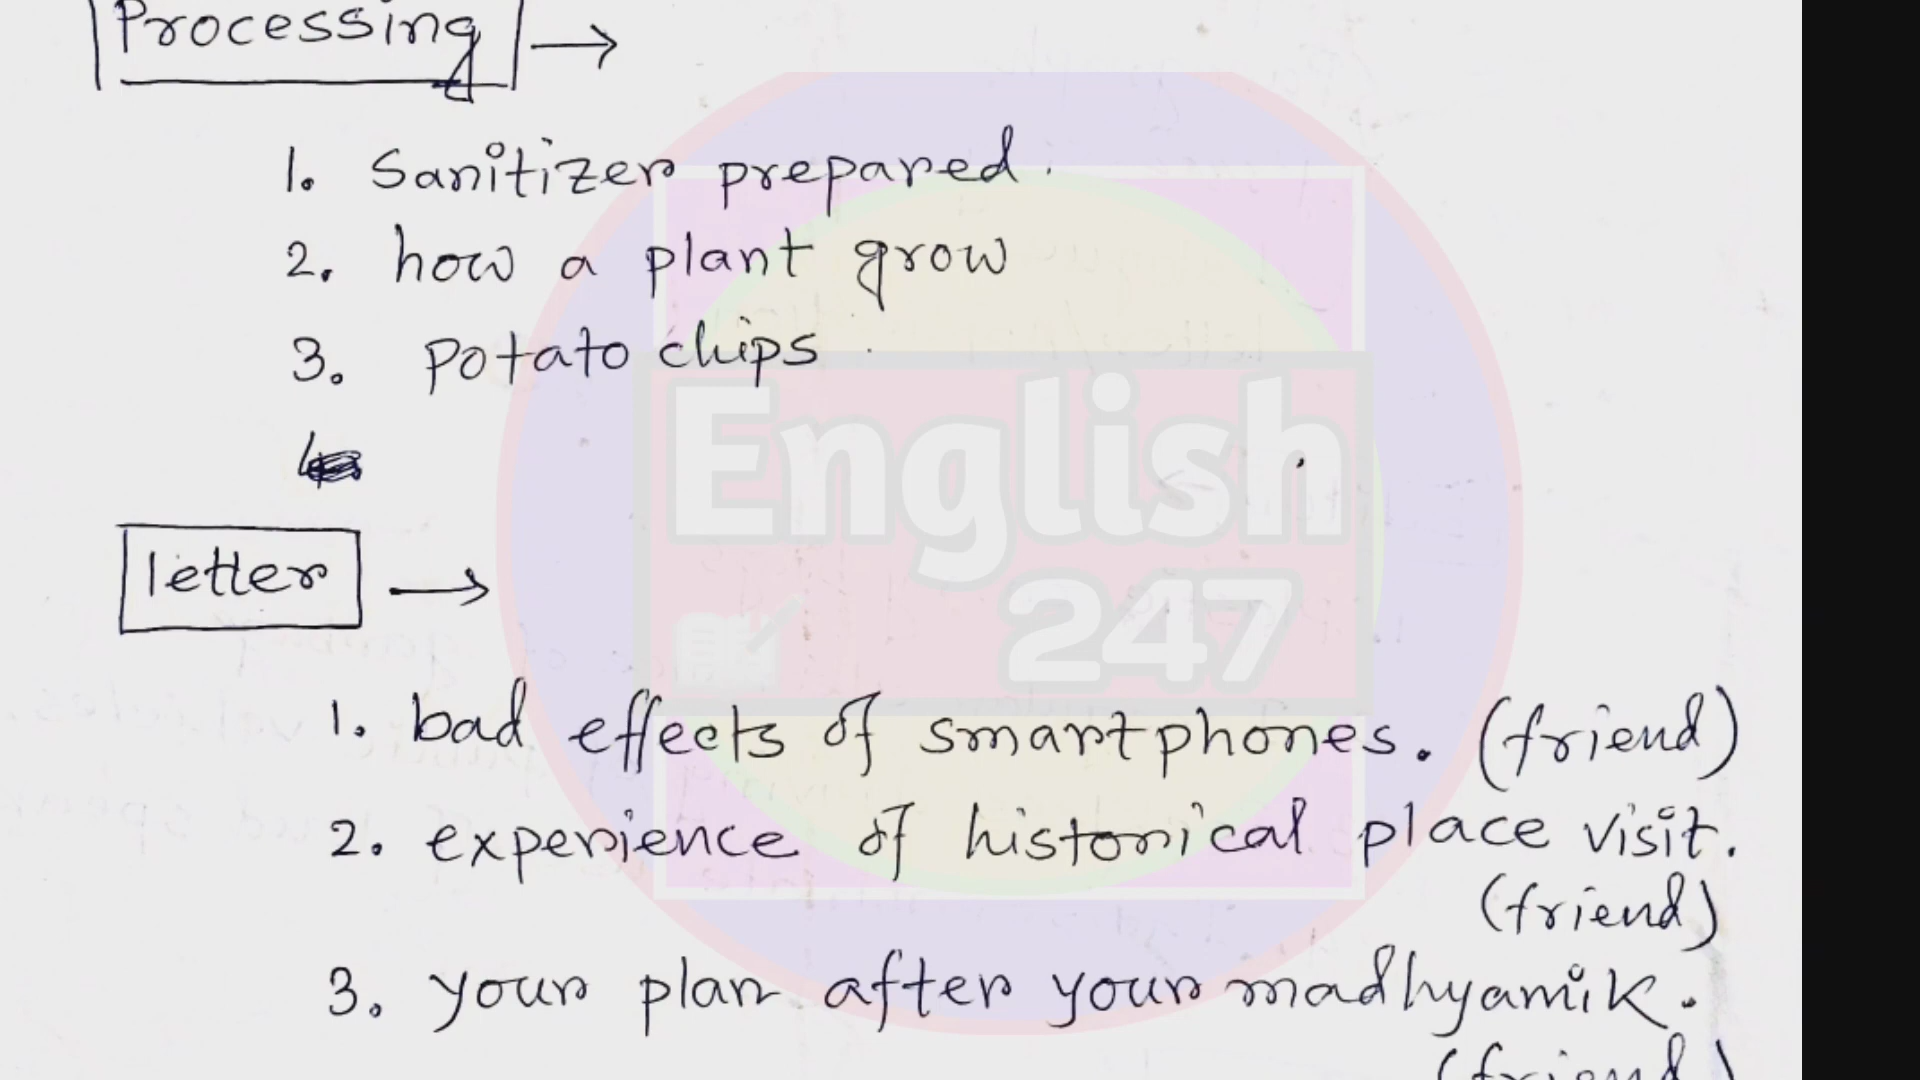 Processing →
1. Sanitizer prepared.
2. how a plant grow
3. potato chips
English
247
letter →
1. bad effects of smartphones. (friend)
2. experience of historical place visit.
(friend)
3. your plan after your madhyamik.
(friend)